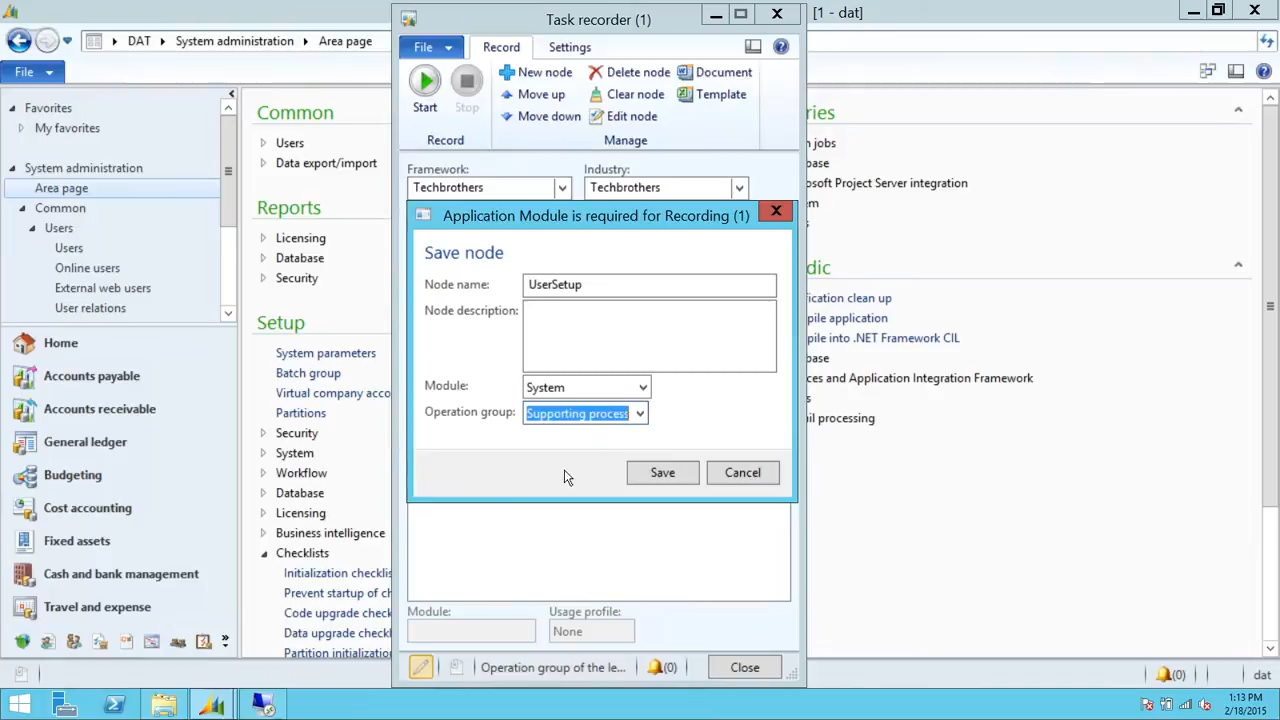 Task recorder (1)
[1 - dat]
DAT
System administration
Area page
File
File
Record
Settings
Start
Stop
Record
New node
Move up
Move down
Delete node
Clear node
Edit node
Document
Template
Manage
Framework:
Techbrothers
Industry:
Techbrothers
Application Module is required for Recording (1)
Save node
Node name:
UserSetup
Node description:
Module:
System
Operation group:
Supporting process
Save
Cancel
Module:
Usage profile:
None
Operation group of the le...
(0)
Close
Favorites
My favorites
System administration
Area page
Common
Users
Users
Online users
External web users
User relations
Home
Accounts payable
Accounts receivable
General ledger
Budgeting
Cost accounting
Fixed assets
Cash and bank management
Travel and expense
Common
Users
Data export/import
Reports
Licensing
Database
Security
Setup
System parameters
Batch group
Virtual company acco
Partitions
Security
System
Workflow
Database
Licensing
Business intelligence
Checklists
Initialization checklis
Prevent startup of ch
Code upgrade check
Data upgrade check
Partition initializatio
ries
h jobs
base
osoft Project Server integration
em
dic
fication clean up
pile application
pile into .NET Framework CIL
base
ces and Application Integration Framework
ail processing
(0)
dat
1:13 PM
2/18/2015